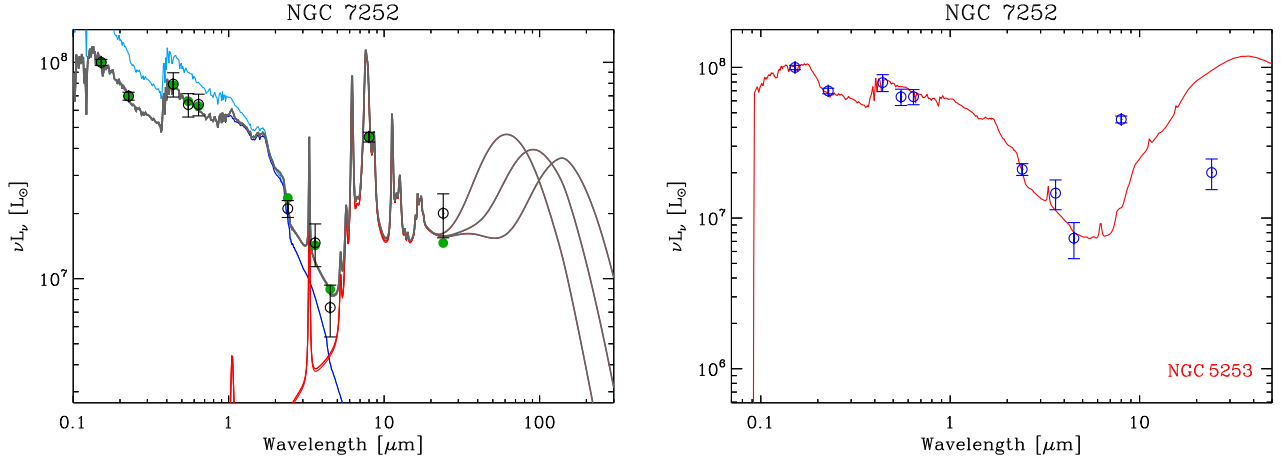 NGC 7252
νL_ν [L_⊙]
10^8
10^7
0.1
1
10
100
Wavelength [μm]
NGC 7252
νL_ν [L_⊙]
10^8
10^7
10^6
NGC 5253
0.1
1
10
Wavelength [μm]